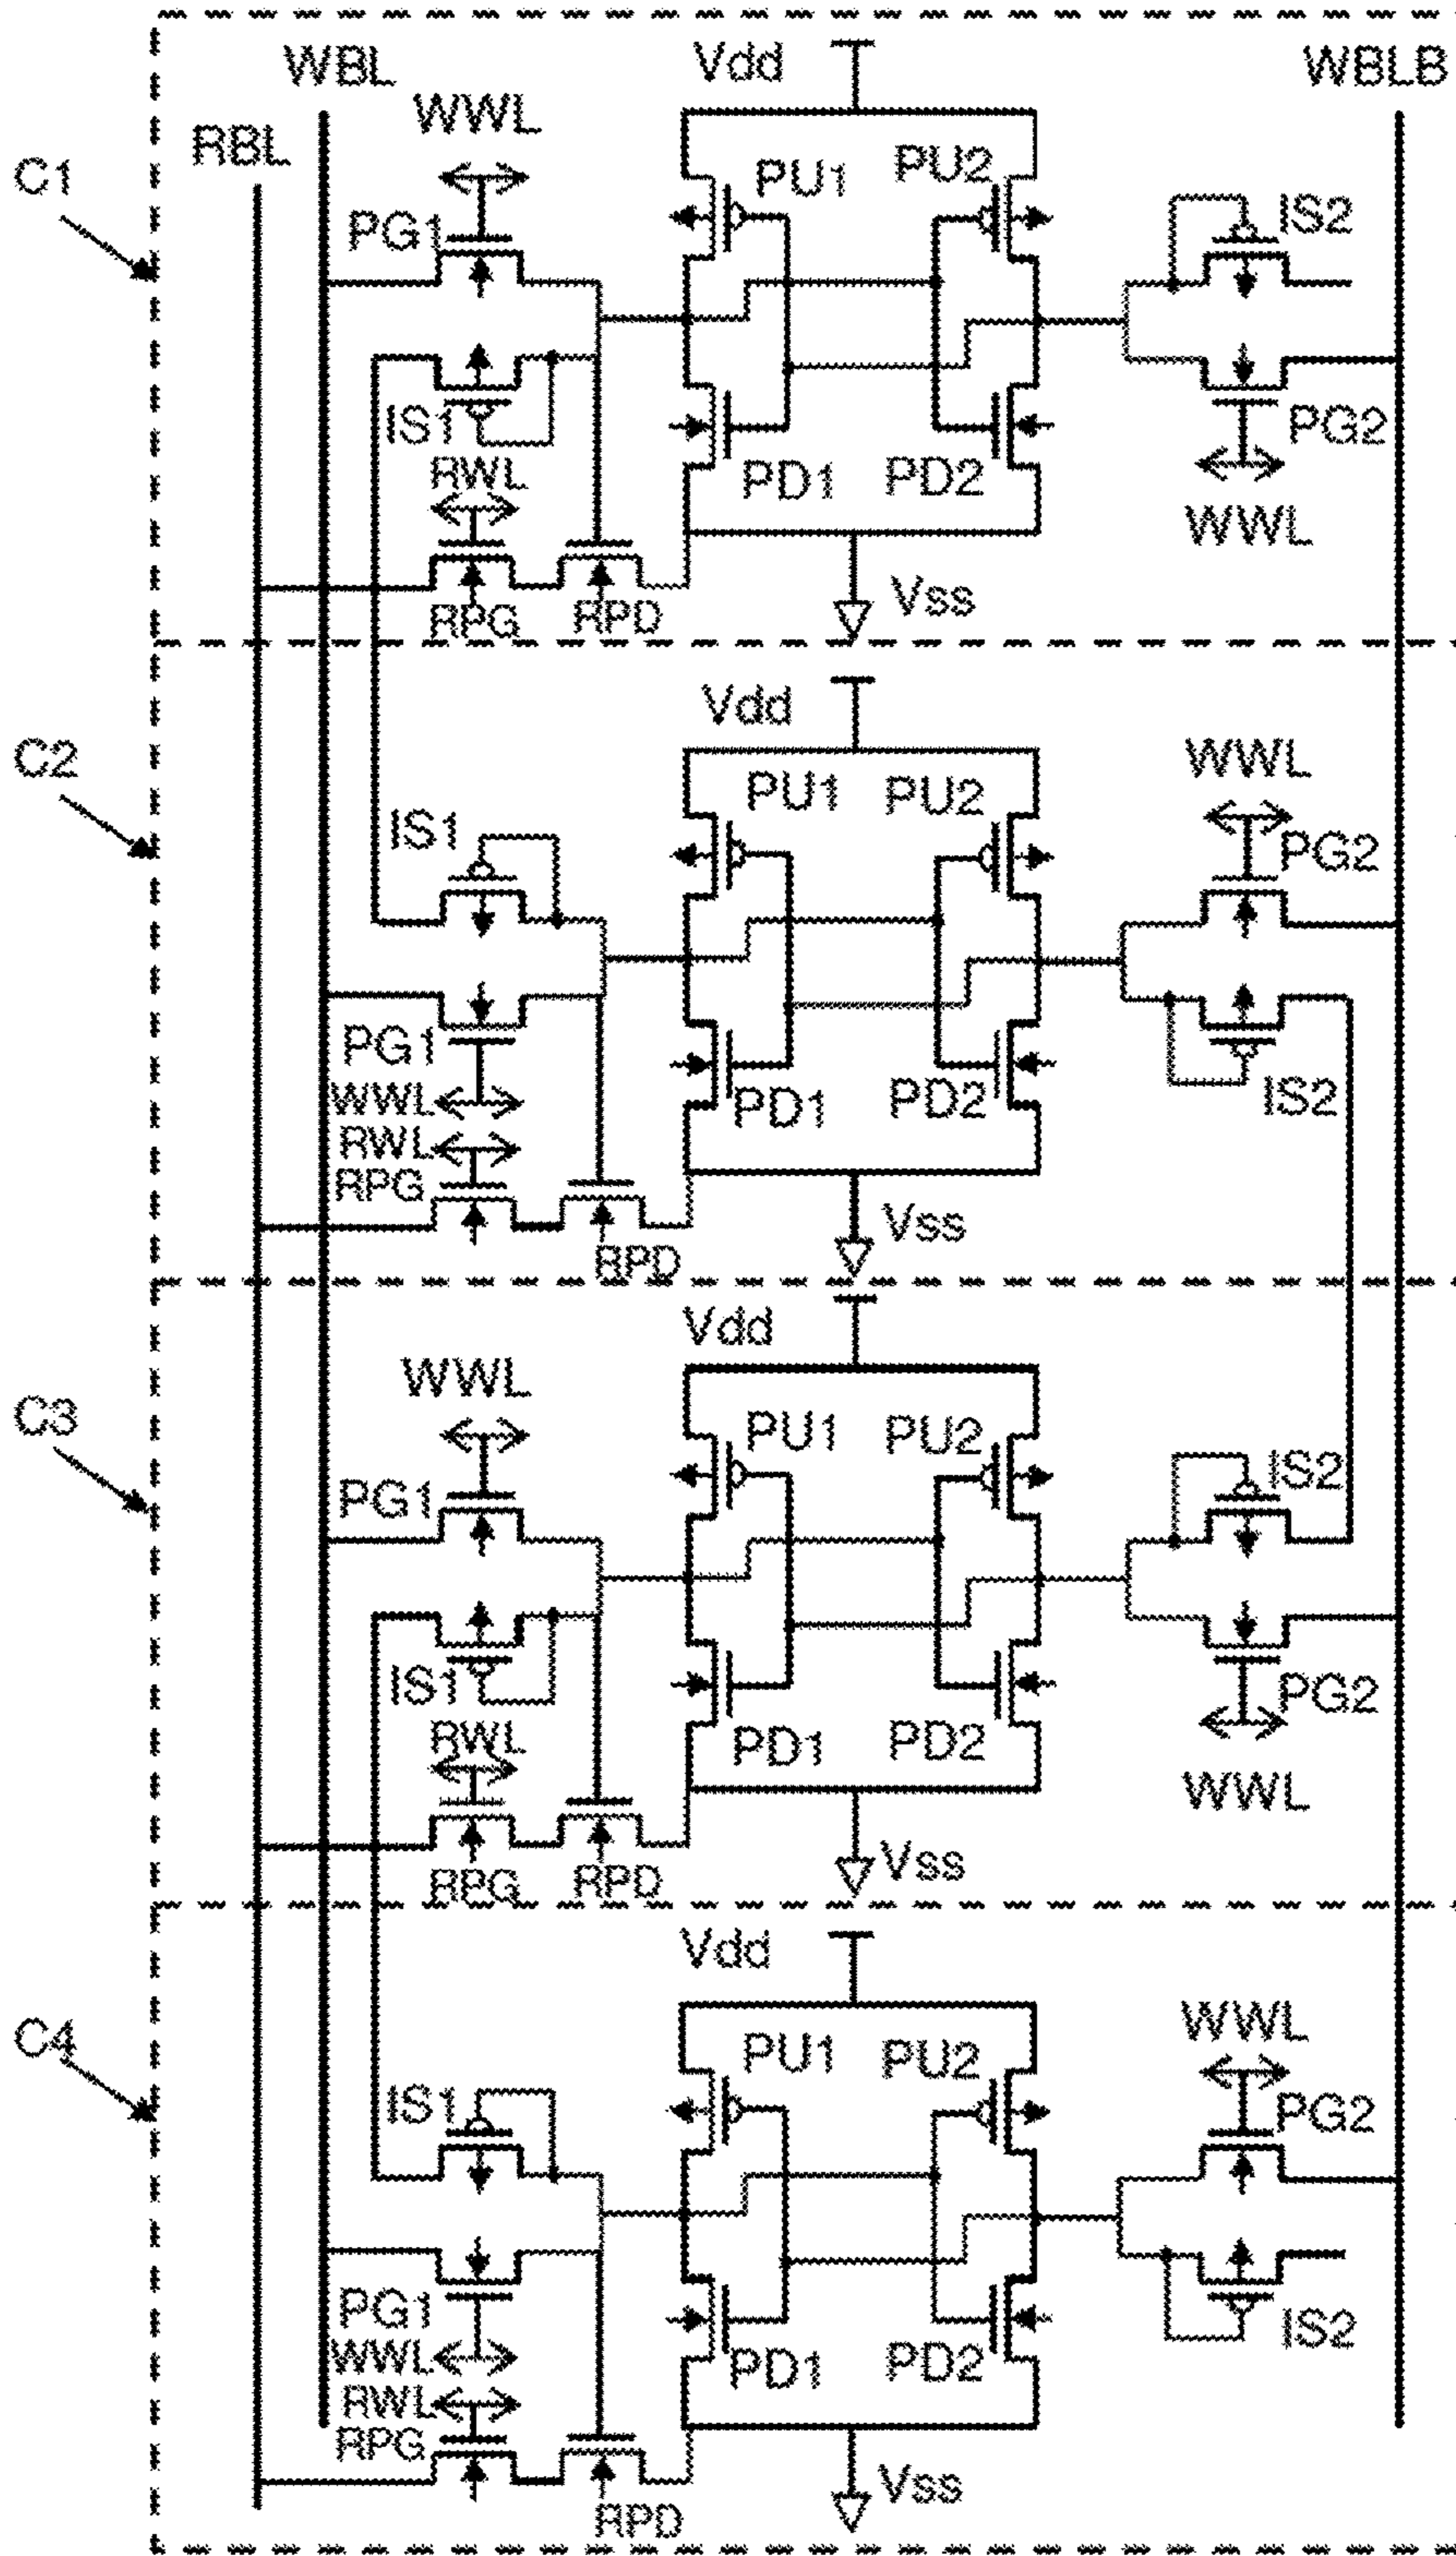 WBL
Vdd
WBLB
WWL
RBL
C1
PU1
PU2
IS2
PG1
IS1
PG2
RWL
PD1
PD2
WWL
RPG
RPD
Vss
Vdd
C2
WWL
PU1
PU2
IS1
PG2
PG1
WWL
PD1
PD2
IS2
RWL
RPG
Vss
RPD
Vdd
WWL
C3
PU1
PU2
IS2
PG1
IS1
PG2
RWL
PD1
PD2
WWL
RPG
RPD
Vss
Vdd
C4
WWL
PU1
PU2
IS1
PG2
PG1
IS2
WWL
PD1
PD2
RWL
RPG
Vss
RPD